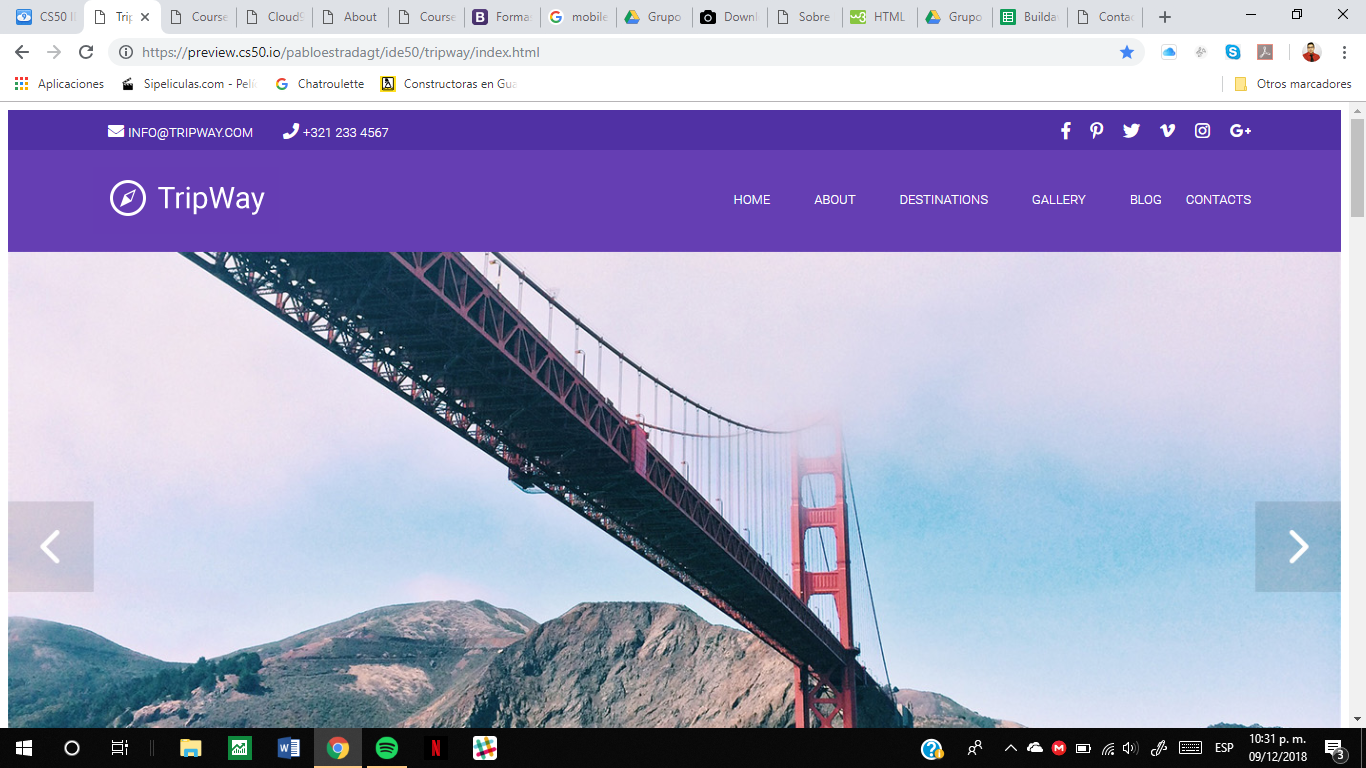 CS50 I
Trip
Course
Cloud9
About
Course
Forma
mobile
Grupo
Downl
Sobre
HTML
Grupo
Builda
Contac
https://preview.cs50.io/pabloestradagt/ide50/tripway/index.html
Aplicaciones
Sipeliculas.com - Pelí
Chatroulette
Constructoras en Gua
Otros marcadores
INFO@TRIPWAY.COM +321 233 4567
TripWay
HOME ABOUT DESTINATIONS GALLERY BLOG CONTACTS
ESP
10:31 p. m.
09/12/2018
3